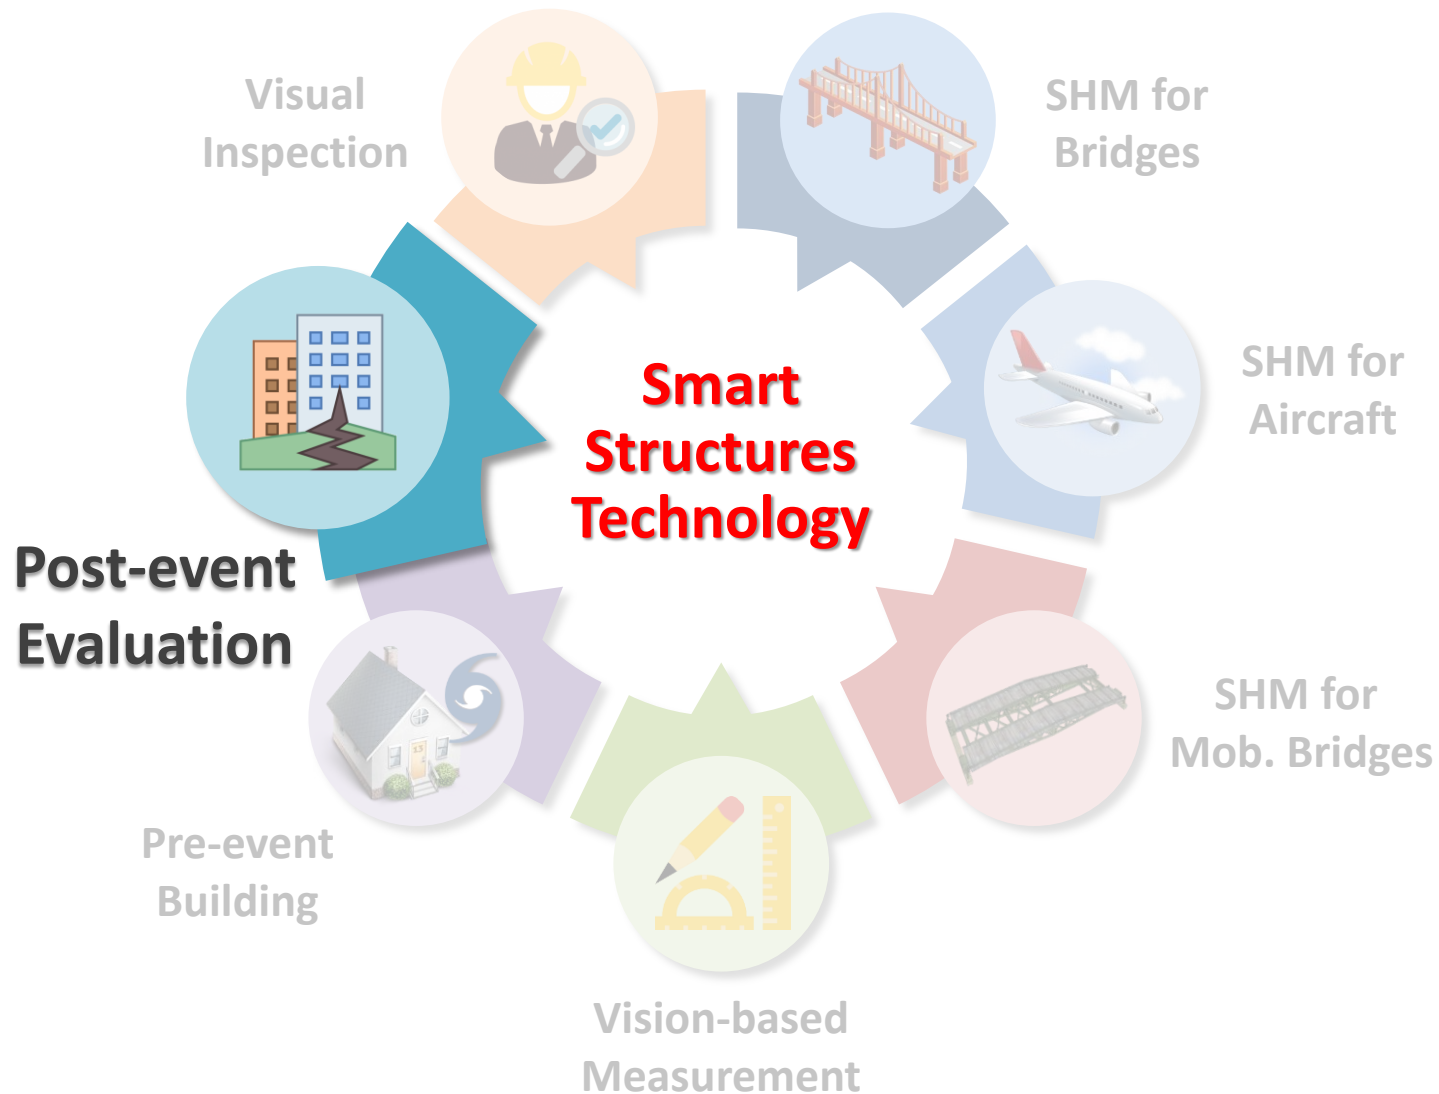 Visual
Inspection
SHM for
Bridges
SHM for
Aircraft
Smart
Structures
Technology
Post-event
Evaluation
SHM for
Mob. Bridges
13
Pre-event
Building
Vision-based
Measurement